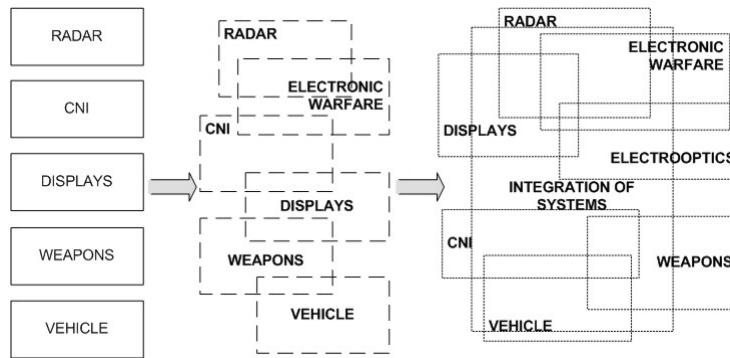 RADAR
CNI
DISPLAYS
WEAPONS
VEHICLE
RADAR
ELECTRONIC
WARFARE
CNI
DISPLAYS
WEAPONS
VEHICLE
RADAR
ELECTRONIC
WARFARE
DISPLAYS
ELECTROOPTICS
INTEGRATION OF
SYSTEMS
CNI
WEAPONS
VEHICLE